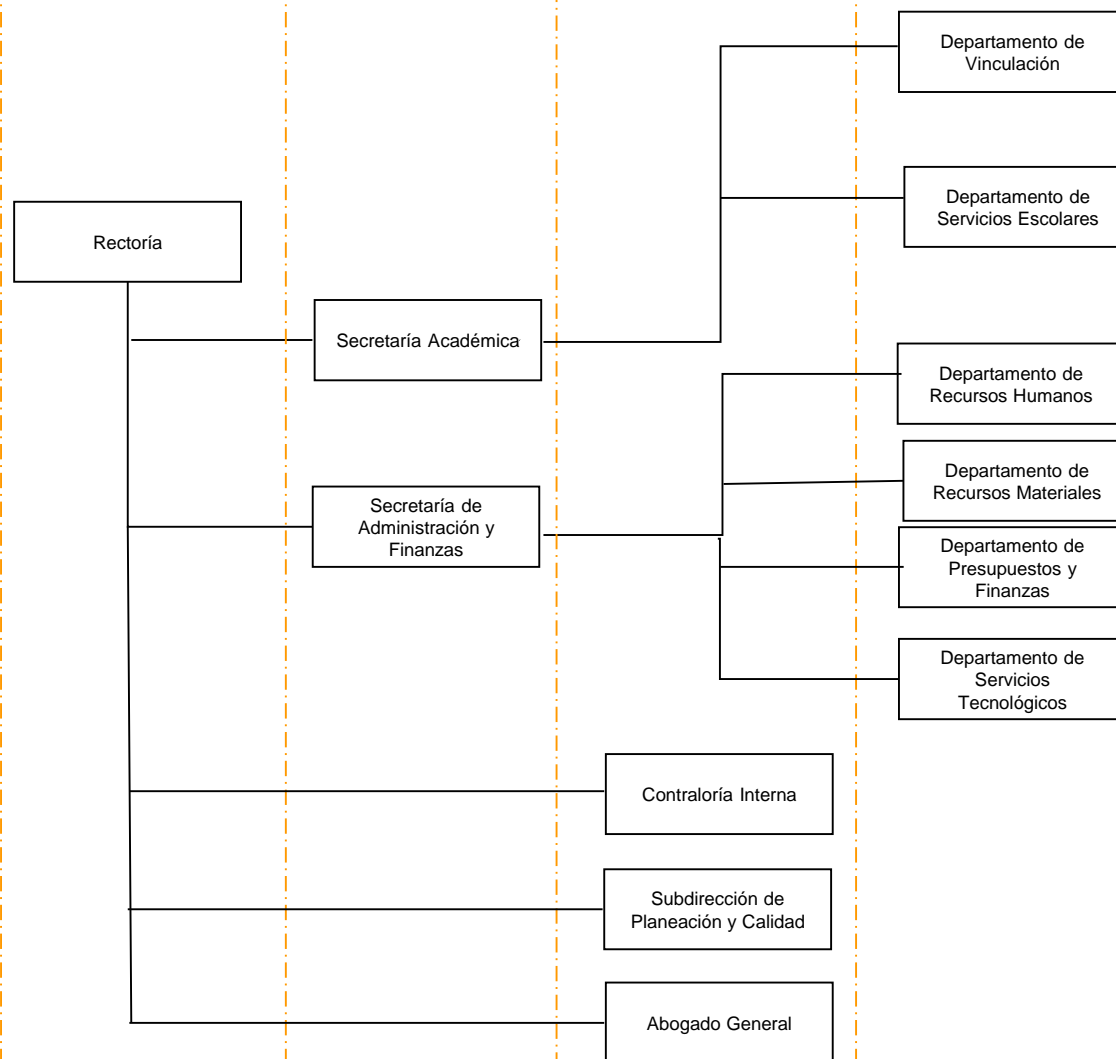 Departamento de
Vinculación
Departamento de
Servicios Escolares
Rectoría
Secretaría Académica
Departamento de
Recursos Humanos
Departamento de
Recursos Materiales
Secretaría de
Administración y
Finanzas
Departamento de
Presupuestos y
Finanzas
Departamento de
Servicios
Tecnológicos
Contraloría Interna
Subdirección de
Planeación y Calidad
Abogado General